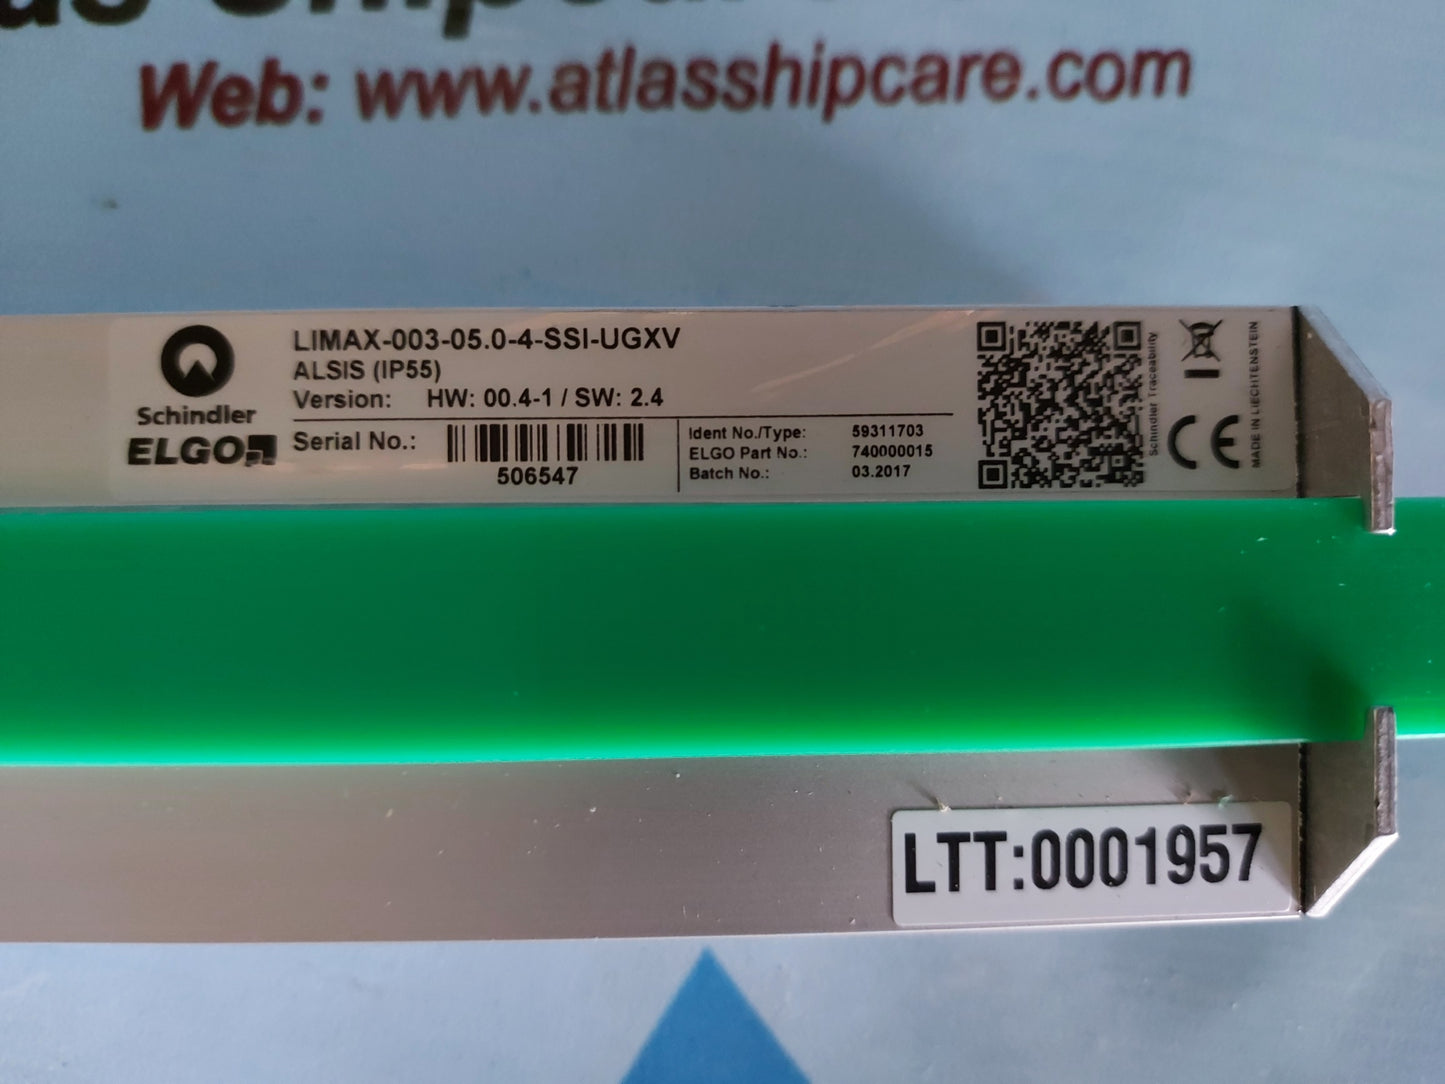 Web: www.atlasshipcare.com
LIMAX-003-05.0-4-SSI-UGXV
ALSIS (IP55)
Version: HW: 00.4-1 / SW: 2.4
Schindler
ELGO
Serial No.:
506547
Ident No./Type: 59311703
ELGO Part No.: 740000015
Batch No.: 03.2017
Schindler Traceability
CE
MADE IN LIECHTENSTEIN
LTT:0001957